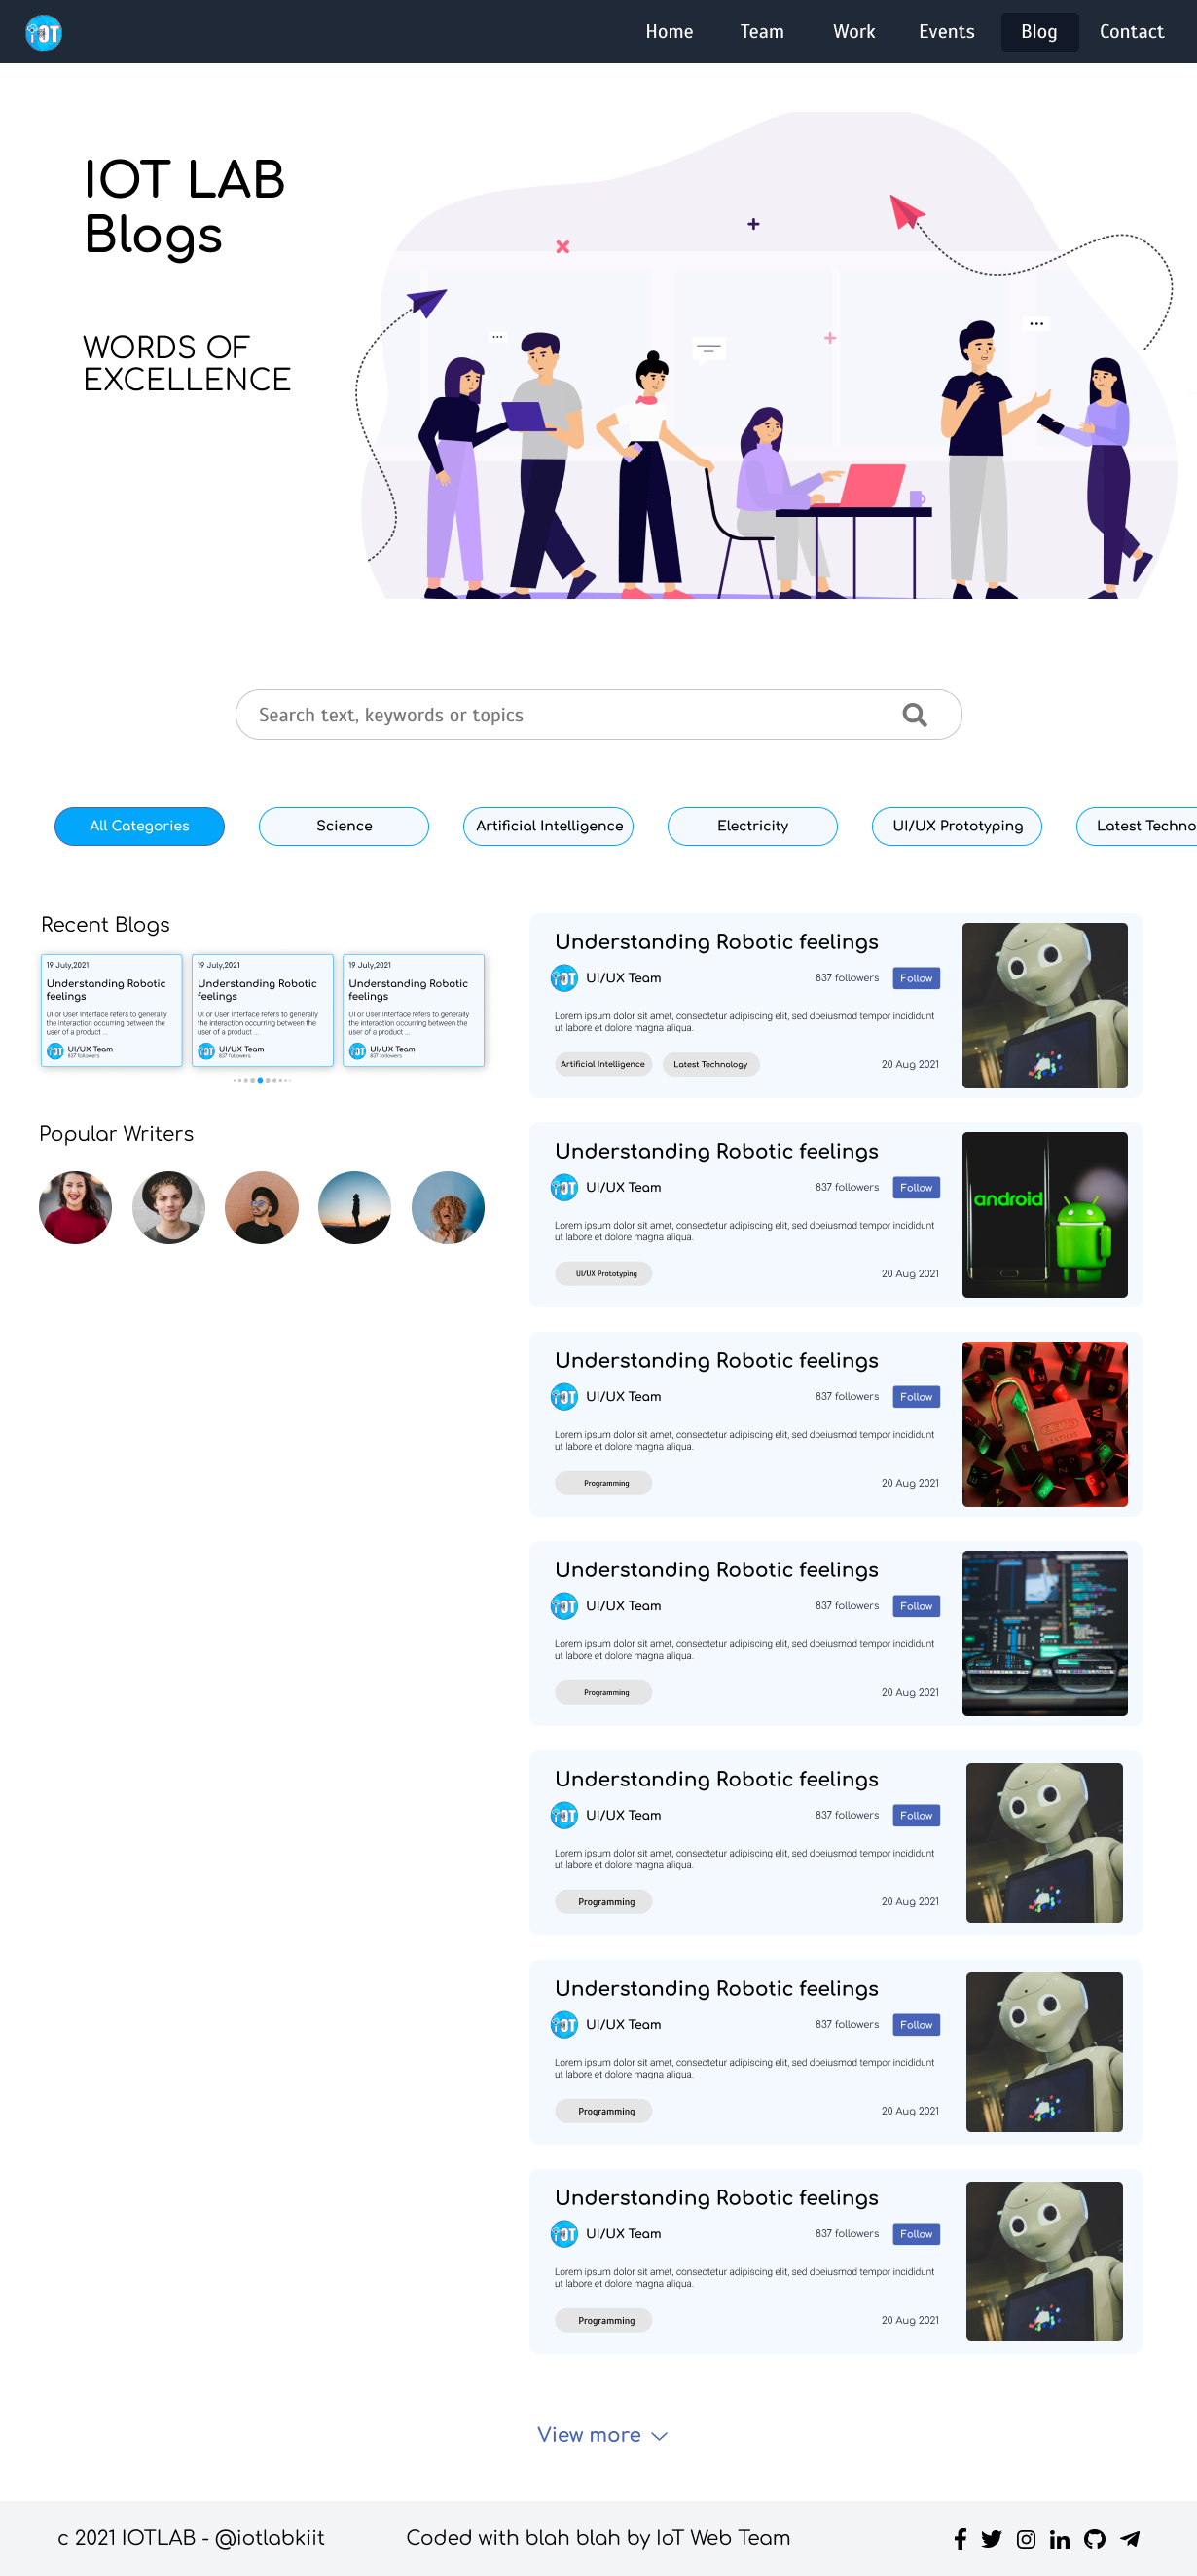 IOT
Home
Team
Work
Events
Blog
Contact
IOT LAB
Blogs
WORDS OF
EXCELLENCE
Search text, keywords or topics
All Categories
Science
Artificial Intelligence
Electricity
UI/UX Prototyping
Latest Techno
Recent Blogs
19 July,2021
Understanding Robotic
feelings
UI or User Interface refers to generally
the interaction occurring between the
user of a product ...
IOT
UI/UX Team
837 followers
19 July,2021
Understanding Robotic
feelings
UI or User Interface refers to generally
the interaction occurring between the
user of a product ...
IOT
UI/UX Team
837 followers
19 July,2021
Understanding Robotic
feelings
UI or User Interface refers to generally
the interaction occurring between the
user of a product ...
IOT
UI/UX Team
837 followers
Popular Writers
Understanding Robotic feelings
IOT
UI/UX Team
837 followers
Follow
Lorem ipsum dolor sit amet, consectetur adipiscing elit, sed doeiusmod tempor incididunt
ut labore et dolore magna aliqua.
Artificial Intelligence
Latest Technology
20 Aug 2021
Understanding Robotic feelings
IOT
UI/UX Team
837 followers
Follow
Lorem ipsum dolor sit amet, consectetur adipiscing elit, sed doeiusmod tempor incididunt
ut labore et dolore magna aliqua.
UI/UX Prototyping
20 Aug 2021
android
Understanding Robotic feelings
IOT
UI/UX Team
837 followers
Follow
Lorem ipsum dolor sit amet, consectetur adipiscing elit, sed doeiusmod tempor incididunt
ut labore et dolore magna aliqua.
Programming
20 Aug 2021
Understanding Robotic feelings
IOT
UI/UX Team
837 followers
Follow
Lorem ipsum dolor sit amet, consectetur adipiscing elit, sed doeiusmod tempor incididunt
ut labore et dolore magna aliqua.
Programming
20 Aug 2021
Understanding Robotic feelings
IOT
UI/UX Team
837 followers
Follow
Lorem ipsum dolor sit amet, consectetur adipiscing elit, sed doeiusmod tempor incididunt
ut labore et dolore magna aliqua.
Programming
20 Aug 2021
Understanding Robotic feelings
IOT
UI/UX Team
837 followers
Follow
Lorem ipsum dolor sit amet, consectetur adipiscing elit, sed doeiusmod tempor incididunt
ut labore et dolore magna aliqua.
Programming
20 Aug 2021
Understanding Robotic feelings
IOT
UI/UX Team
837 followers
Follow
Lorem ipsum dolor sit amet, consectetur adipiscing elit, sed doeiusmod tempor incididunt
ut labore et dolore magna aliqua.
Programming
20 Aug 2021
View more
c 2021 IOTLAB - @iotlabkiit
Coded with blah blah by IoT Web Team